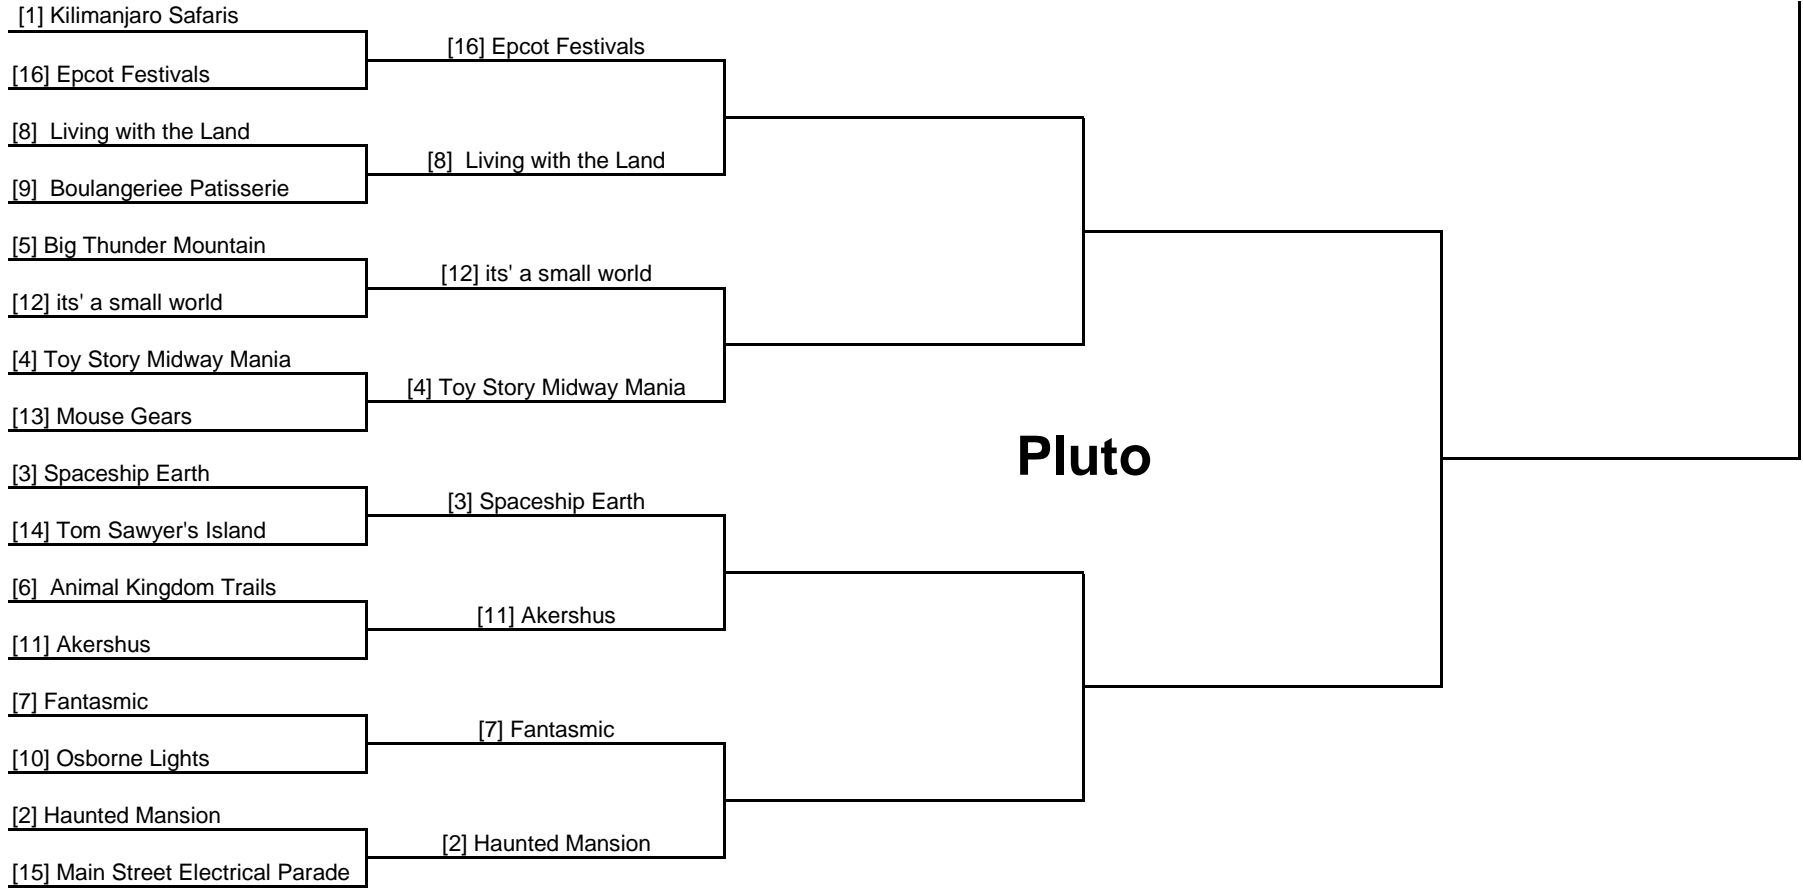 [1] Kilimanjaro Safaris
[16] Epcot Festivals
[16] Epcot Festivals
[8]  Living with the Land
[8]  Living with the Land
[9]  Boulangeriee Patisserie
[5] Big Thunder Mountain
[12] its' a small world
[12] its' a small world
[4] Toy Story Midway Mania
[4] Toy Story Midway Mania
[13] Mouse Gears
Pluto
[3] Spaceship Earth
[3] Spaceship Earth
[14] Tom Sawyer's Island
[6]  Animal Kingdom Trails
[11] Akershus
[11] Akershus
[7] Fantasmic
[7] Fantasmic
[10] Osborne Lights
[2] Haunted Mansion
[2] Haunted Mansion
[15] Main Street Electrical Parade